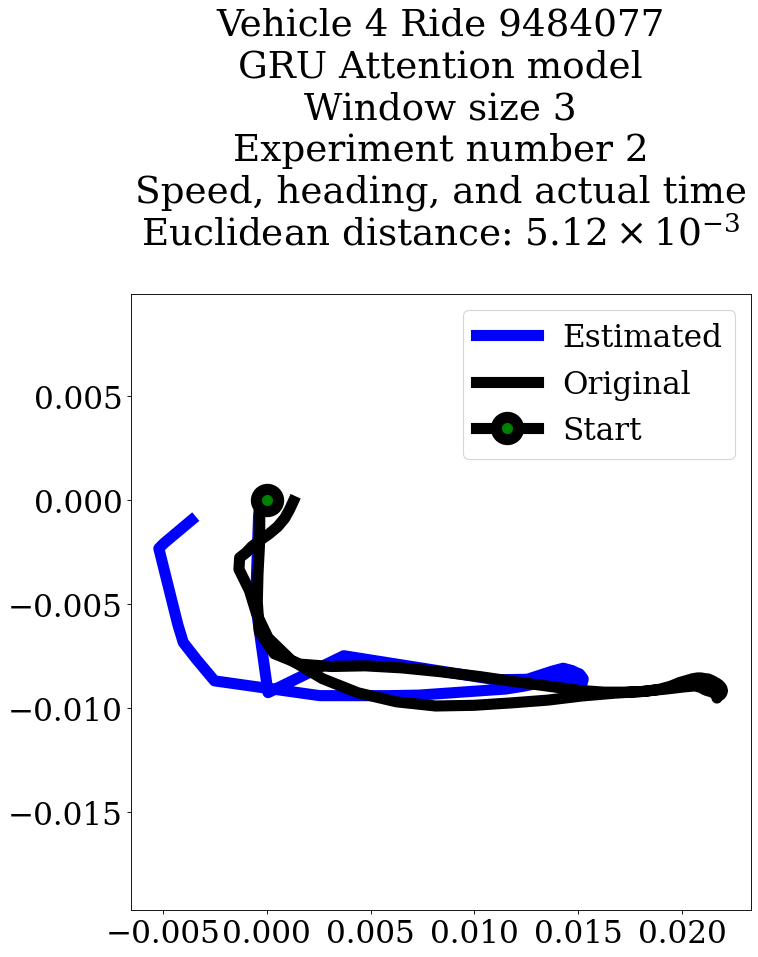 Vehicle 4 Ride 9484077
GRU Attention model
Window size 3
Experiment number 2
Speed, heading, and actual time
Euclidean distance: 5.12 × 10⁻³
Estimated
Original
Start
0.005
0.000
−0.005
−0.010
−0.015
−0.005 0.000 0.005 0.010 0.015 0.020